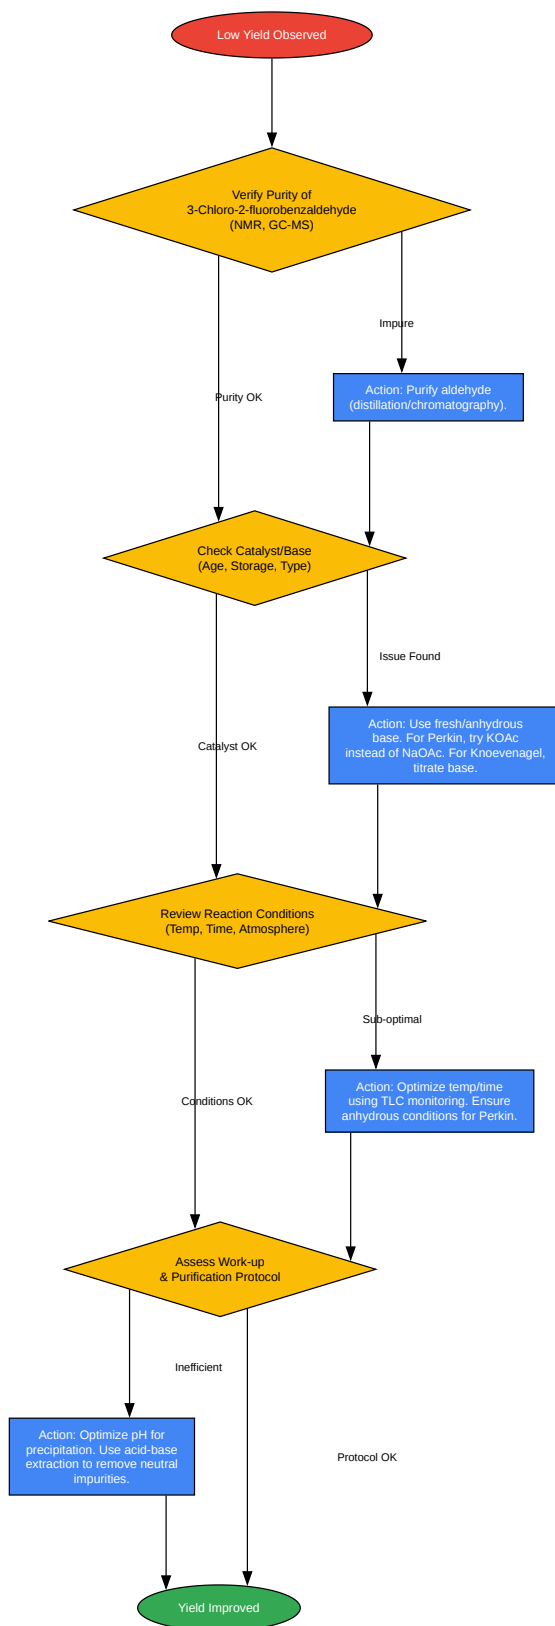 Low Yield Observed
Verify Purity of
3-Chloro-2-fluorobenzaldehyde
(NMR, GC-MS)
Impure
Purity OK
Action: Purify aldehyde
(distillation/chromatography).
Check Catalyst/Base
(Age, Storage, Type)
Issue Found
Catalyst OK
Action: Use fresh/anhydrous
base. For Perkin, try KOAc
instead of NaOAc. For Knoevenagel,
titrate base.
Review Reaction Conditions
(Temp, Time, Atmosphere)
Sub-optimal
Conditions OK
Action: Optimize temp/time
using TLC monitoring. Ensure
anhydrous conditions for Perkin.
Assess Work-up
& Purification Protocol
Inefficient
Protocol OK
Action: Optimize pH for
precipitation. Use acid-base
extraction to remove neutral
impurities.
Yield Improved